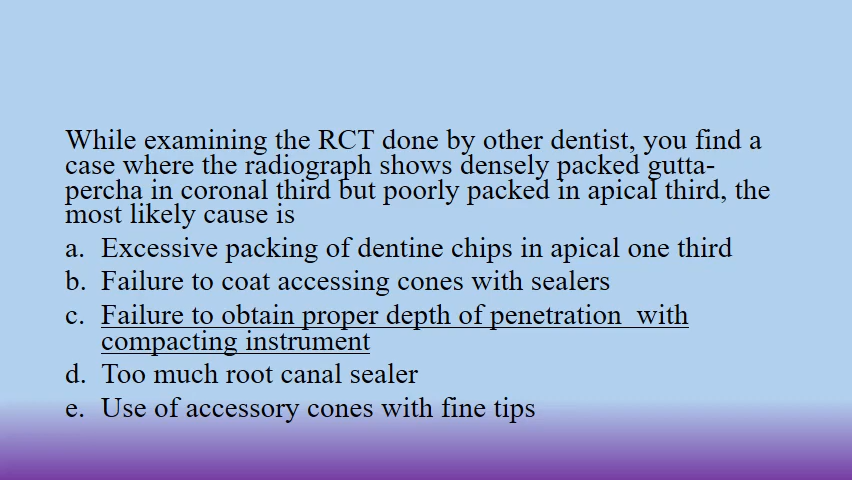 While examining the RCT done by other dentist, you find a
case where the radiograph shows densely packed gutta-
percha in coronal third but poorly packed in apical third, the
most likely cause is
a. Excessive packing of dentine chips in apical one third
b. Failure to coat accessing cones with sealers
c. Failure to obtain proper depth of penetration  with
compacting instrument
d. Too much root canal sealer
e. Use of accessory cones with fine tips